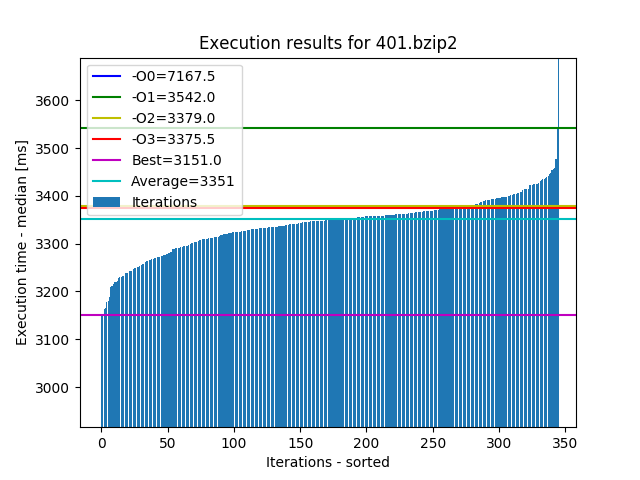 Execution results for 401.bzip2
-O0=7167.5
-O1=3542.0
-O2=3379.0
-O3=3375.5
Best=3151.0
Average=3351
Iterations
Execution time - median [ms]
3600
3500
3400
3300
3200
3100
3000
0 50 100 150 200 250 300 350
Iterations - sorted